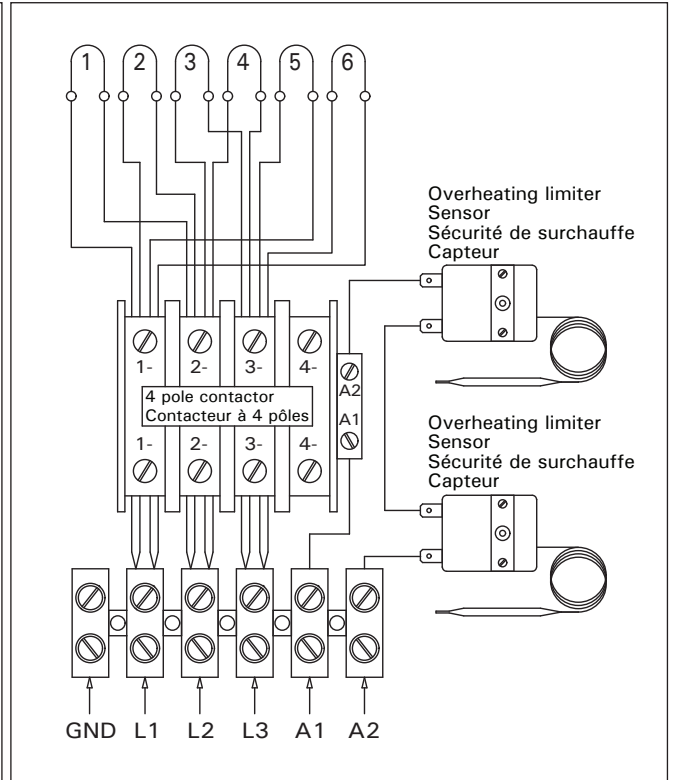 1 2 3 4 5 6
Overheating limiter
Sensor
Sécurité de surchauffe
Capteur
1- 2- 3- 4-
A2
4 pole contactor
Contacteur à 4 pôles
A1
1- 2- 3- 4-
Overheating limiter
Sensor
Sécurité de surchauffe
Capteur
GND L1 L2 L3 A1 A2